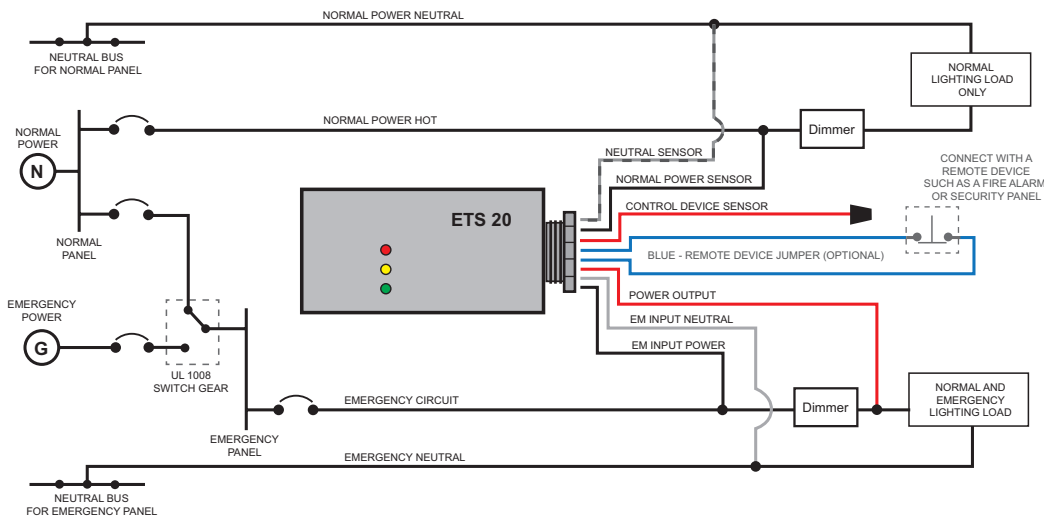 NORMAL POWER NEUTRAL
NEUTRAL BUS
FOR NORMAL PANEL
NORMAL
LIGHTING LOAD
ONLY
NORMAL POWER HOT
Dimmer
NORMAL
POWER
N
NEUTRAL SENSOR
NORMAL POWER SENSOR
CONTROL DEVICE SENSOR
CONNECT WITH A
REMOTE DEVICE
SUCH AS A FIRE ALARM
OR SECURITY PANEL
ETS 20
NORMAL
PANEL
BLUE - REMOTE DEVICE JUMPER (OPTIONAL)
POWER OUTPUT
EM INPUT NEUTRAL
EM INPUT POWER
EMERGENCY
POWER
G
UL 1008
SWITCH GEAR
EMERGENCY CIRCUIT
Dimmer
NORMAL AND
EMERGENCY
LIGHTING LOAD
EMERGENCY
PANEL
EMERGENCY NEUTRAL
NEUTRAL BUS
FOR EMERGENCY PANEL